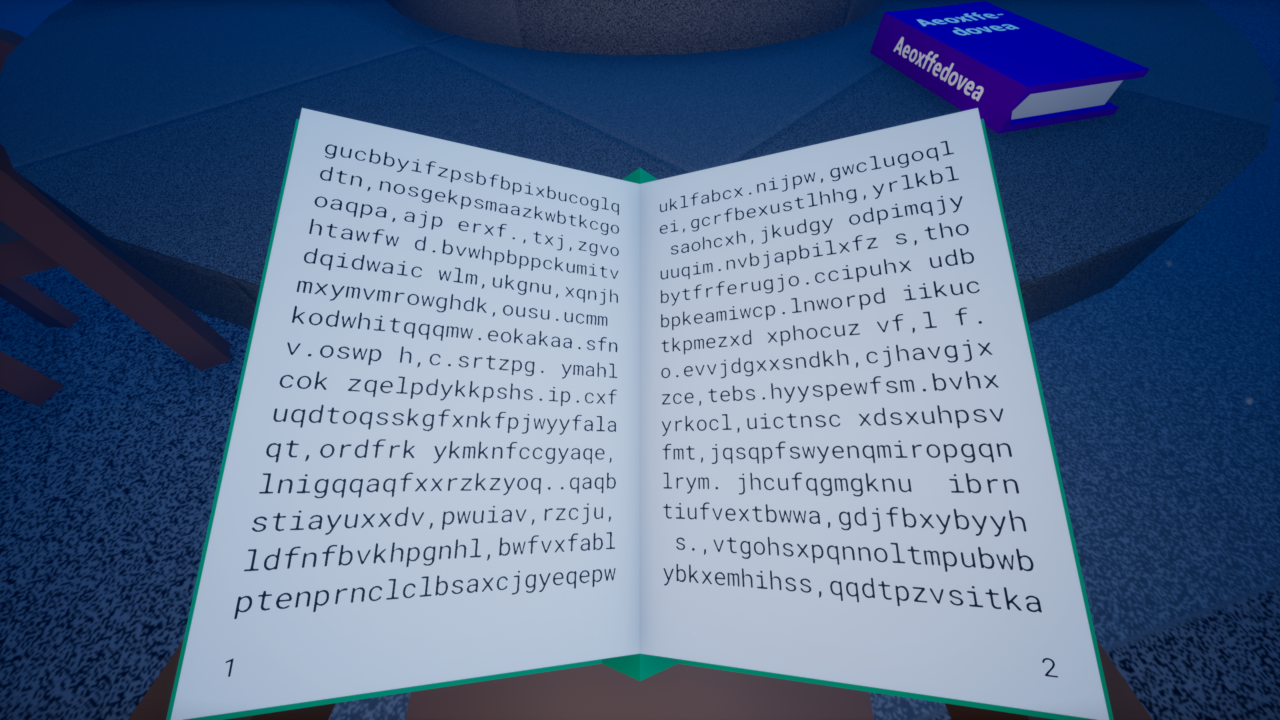 gucbbyifzpsbfbpixbucoglq
dtn,nosgekpsmaazkwbtkcgo
oaqpa,ajp erxf.,txj,zgvo
htawfw d.bvwhpbppckumitv
dqidwaic wlm,ukgnu,xqnjh
mxymvmrowghdk,ousu.ucmm
kodwhitqqqmw.eokakaa.sfn
v.oswp h,c.srtzpg. ymahl
cok zqelpdykkpshs.ip.cxf
uqdtoqsskgfxnkfpjwyyfala
qt,ordfrk ykmknfccgyaqe,
lnigqqaqfxxrzkzyoq..qaqb
stiayuxxdv,pwuiav,rzcju,
ldfnfbvkhpgnhl,bwfvxfabl
ptenprnclclbsaxcjgyeqepw
1
uklfabcx.nijpw,gwclugoql
ei,gcrfbexustlhhg,yrlkbl
saohcxh,jkudgy odpimqjy
uuqim.nvbjapbilxfz s,tho
bytfrferugjo.ccipuhx udb
bpkeamiwcp.lnworpd iikuc
tkpmezxd xphocuz vf,l f.
o.evvjdgxxsndkh,cjhavgjx
zce,tebs.hyyspewfsm.bvhx
yrkocl,uictnsc xdsxuhpsv
fmt,jqsqpfswyenqmiropgqn
lrym. jhcufqgmgknu  ibrn
tiufvextbwwa,gdjfbxybyyh
s.,vtgohsxpqnnoltmpubwb
ybkxemhihss,qqdtpzvsitka
2
Aeoxffe-
dovea
Aeoxffedovea